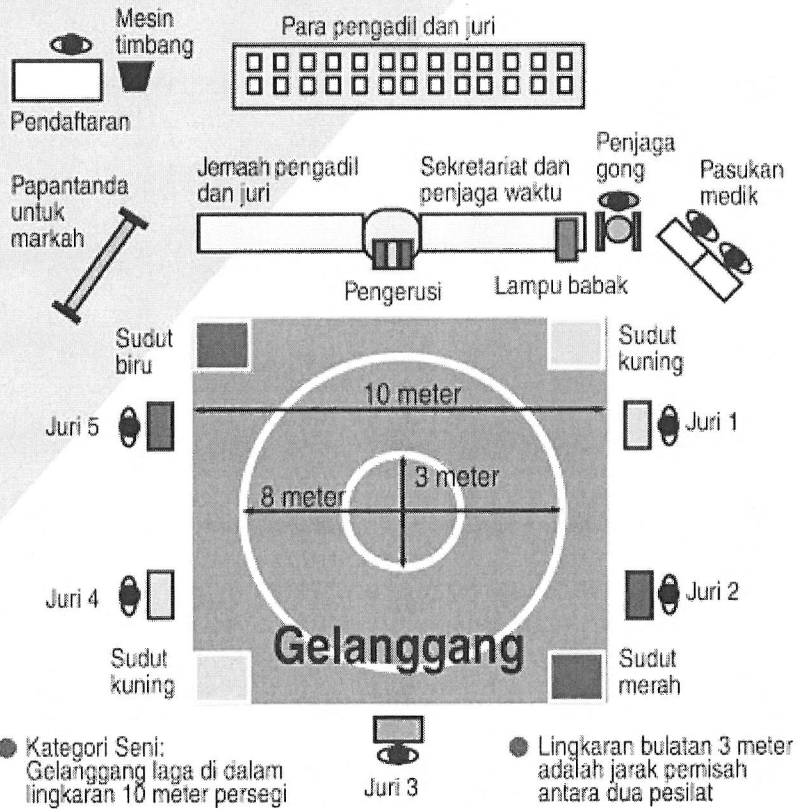 Mesin
timbang
Para pengadil dan juri
Pendaftaran
Papantanda
untuk
markah
Jemaah pengadil
dan juri
Sekretariat dan
penjaga waktu
Penjaga
gong
Pasukan
medik
Pengerusi
Lampu babak
Sudut
biru
Sudut
kuning
10 meter
Juri 5
Juri 1
3 meter
8 meter
Juri 4
Juri 2
Gelanggang
Sudut
kuning
Sudut
merah
Juri 3
Kategori Seni:
Gelanggang laga di dalam
lingkaran 10 meter persegi
Lingkaran bulatan 3 meter
adalah jarak pemisah
antara dua pesilat